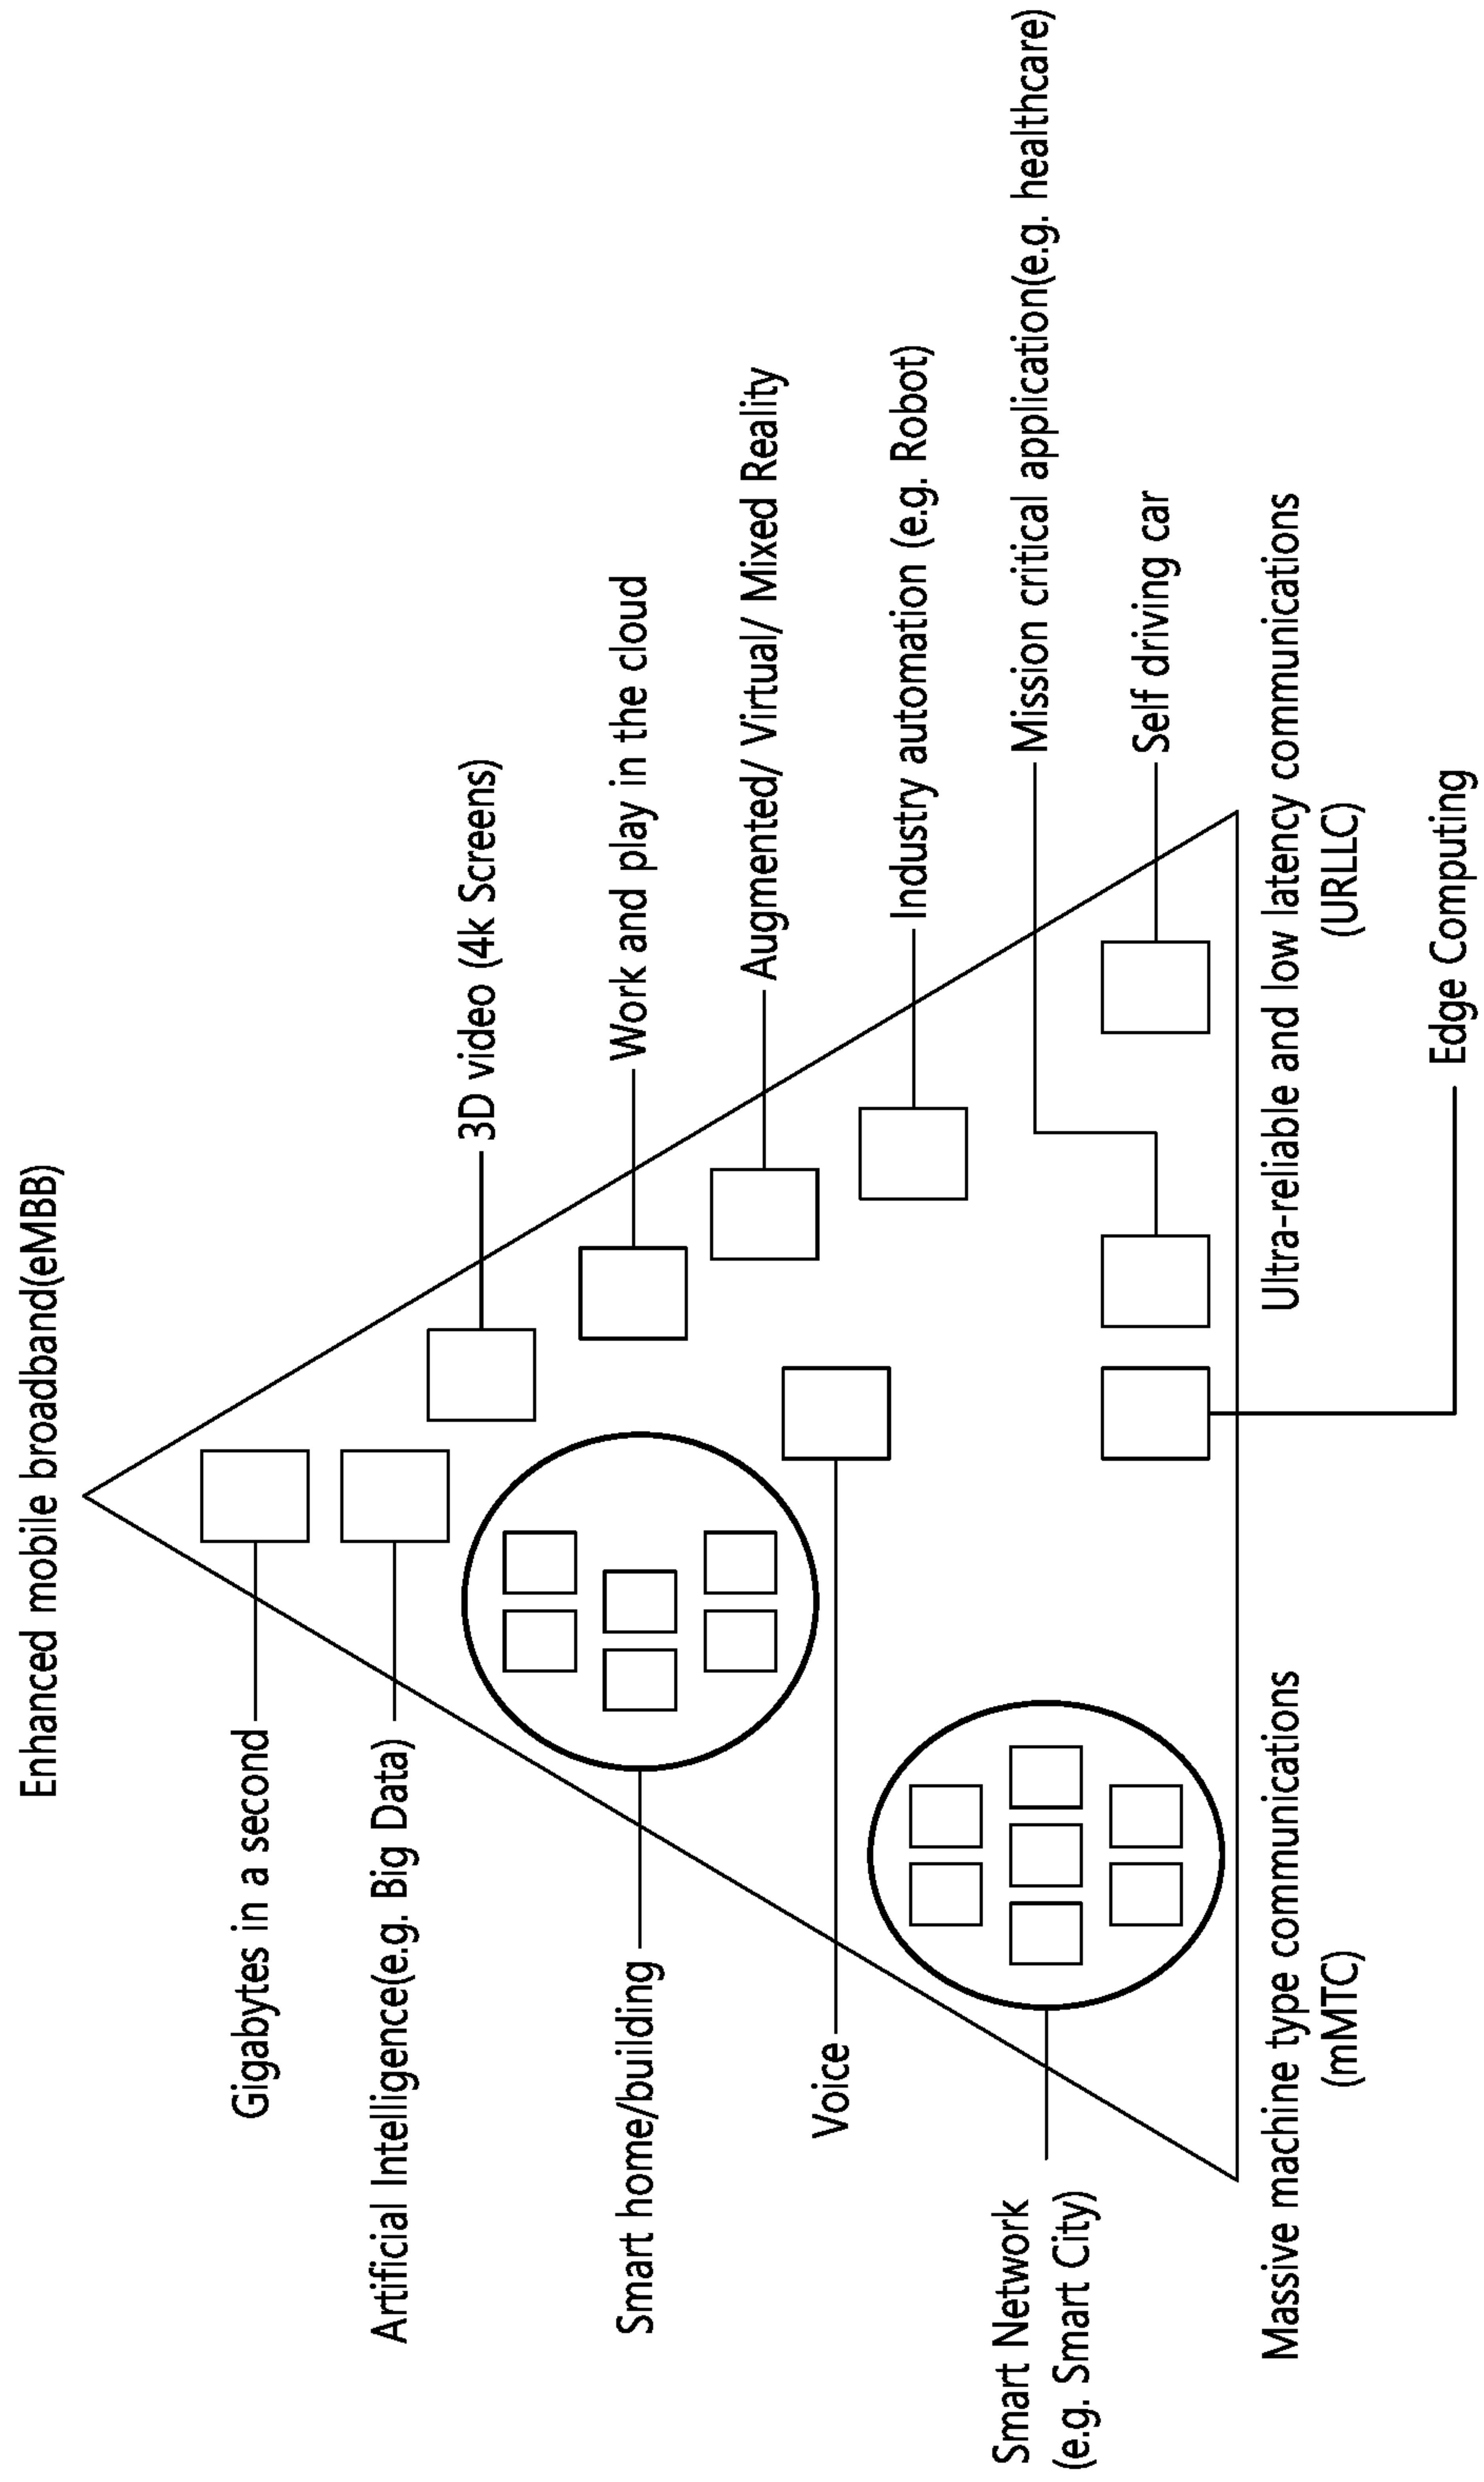 Enhanced mobile broadband(eMBB)
Gigabytes in a second
Artificial Intelligence(e.g. Big Data)
3D video (4k Screens)
Smart home/building
Work and play in the cloud
Augmented/ Virtual/ Mixed Reality
Voice
Industry automation (e.g. Robot)
Smart Network
(e.g. Smart City)
Mission critical application(e.g. healthcare)
Self driving car
Massive machine type communications
(mMTC)
Ultra-reliable and low latency communications
(URLLC)
Edge Computing